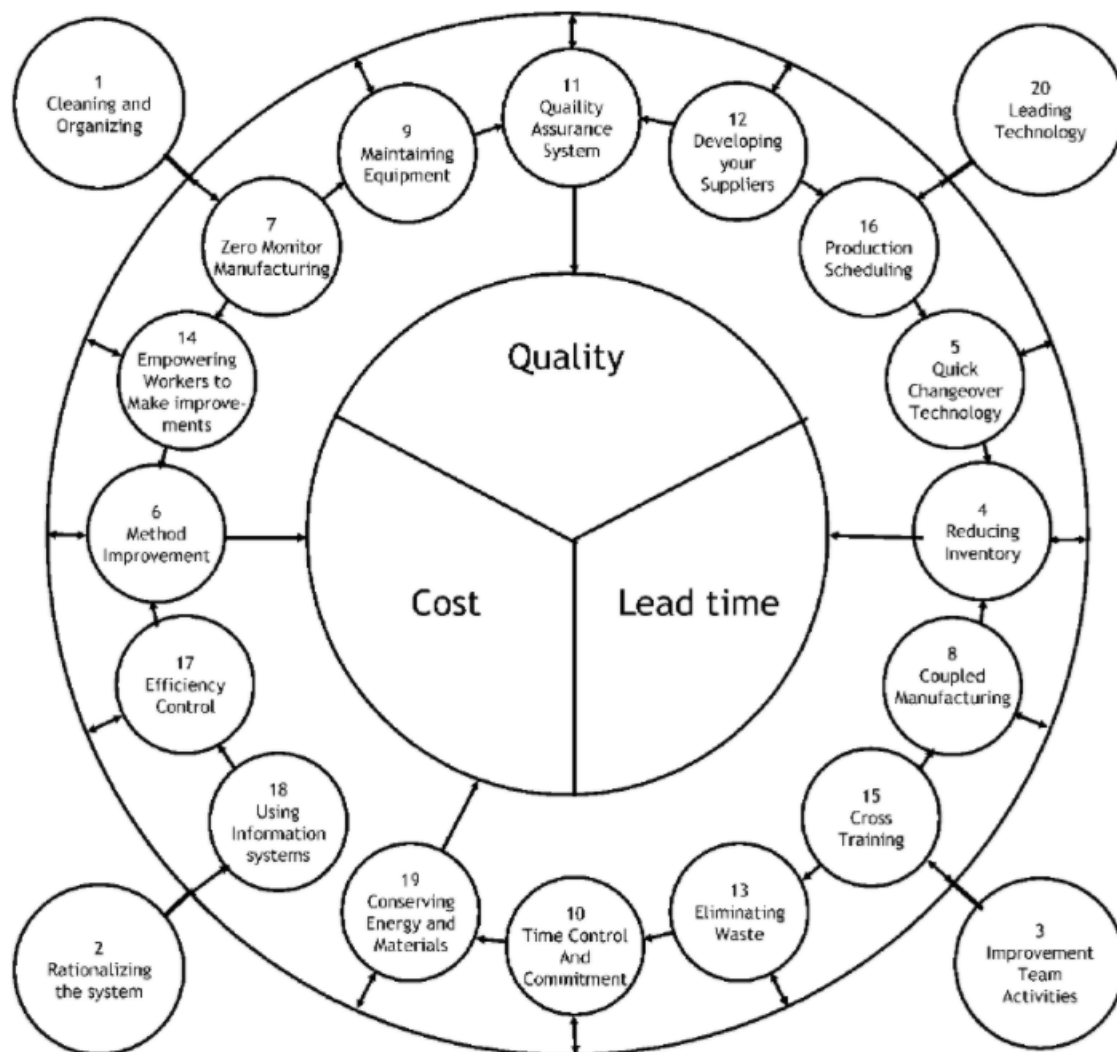 1
Cleaning and
Organizing
20
Leading
Technology
11
Quaility
Assurance
System
12
Developing
your
Suppliers
9
Maintaining
Equipment
7
Zero Monitor
Manufacturing
16
Production
Scheduling
14
Empowering
Workers to
Make improve-
ments
Quality
5
Quick
Changeover
Technology
6
Method
Improvement
Cost
Lead time
4
Reducing
Inventory
17
Efficiency
Control
8
Coupled
Manufacturing
18
Using
Information
systems
15
Cross
Training
19
Conserving
Energy and
Materials
10
Time Control
And
Commitment
13
Eliminating
Waste
2
Rationalizing
the system
3
Improvement
Team
Activities